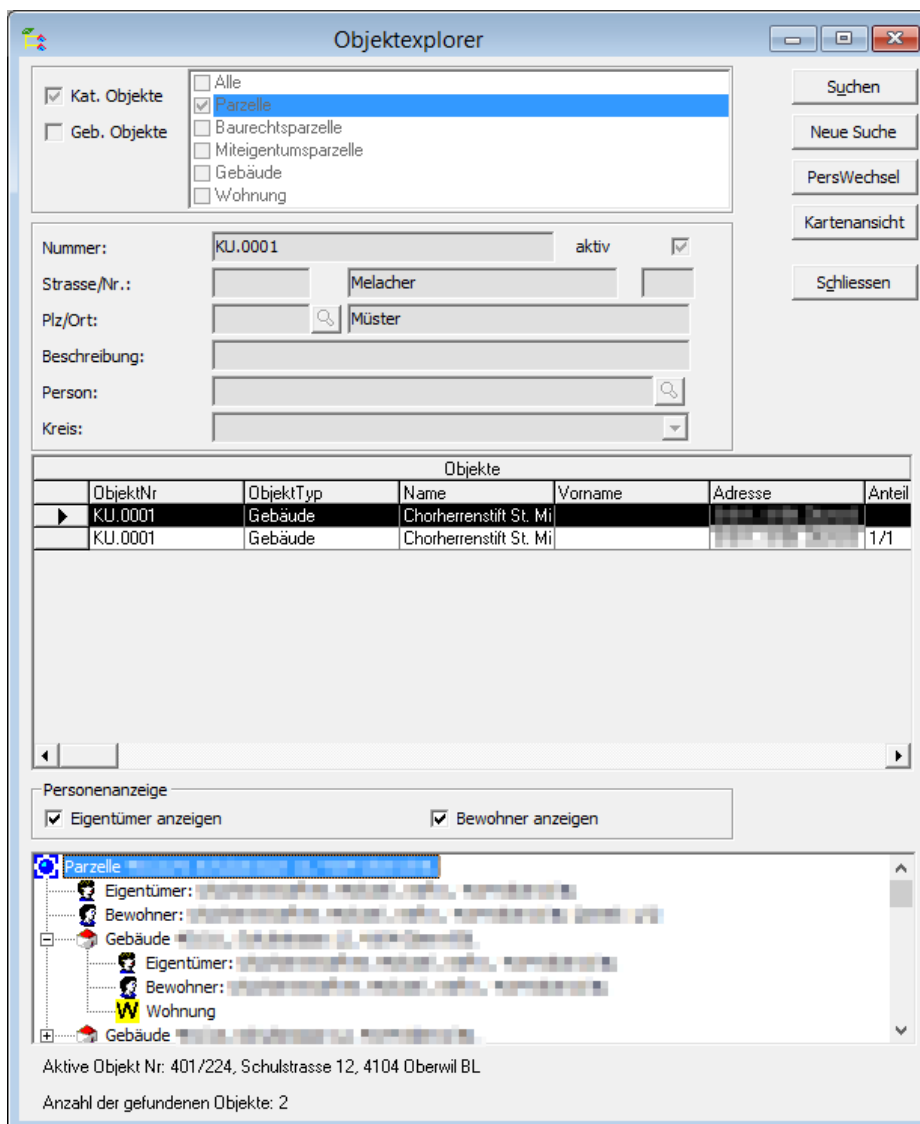 Objektexplorer
Kat. Objekte
Geb. Objekte
Alle
Parzelle
Baurechtsparzelle
Miteigentumsparzelle
Gebäude
Wohnung
Suchen
Neue Suche
PersWechsel
Kartenansicht
Schliessen
Nummer: KU.0001 aktiv
Strasse/Nr.: Melacher
Plz/Ort: Müster
Beschreibung:
Person:
Kreis:
Objekte
ObjektNr ObjektTyp Name Vorname Adresse Anteil
KU.0001 Gebäude Chorherrenstift St. Mi
KU.0001 Gebäude Chorherrenstift St. Mi 1/1
Personenanzeige
Eigentümer anzeigen Bewohner anzeigen
Parzelle
Eigentümer:
Bewohner:
Gebäude
Eigentümer:
Bewohner:
W Wohnung
Gebäude
Aktive Objekt Nr: 401/224, Schulstrasse 12, 4104 Oberwil BL
Anzahl der gefundenen Objekte: 2